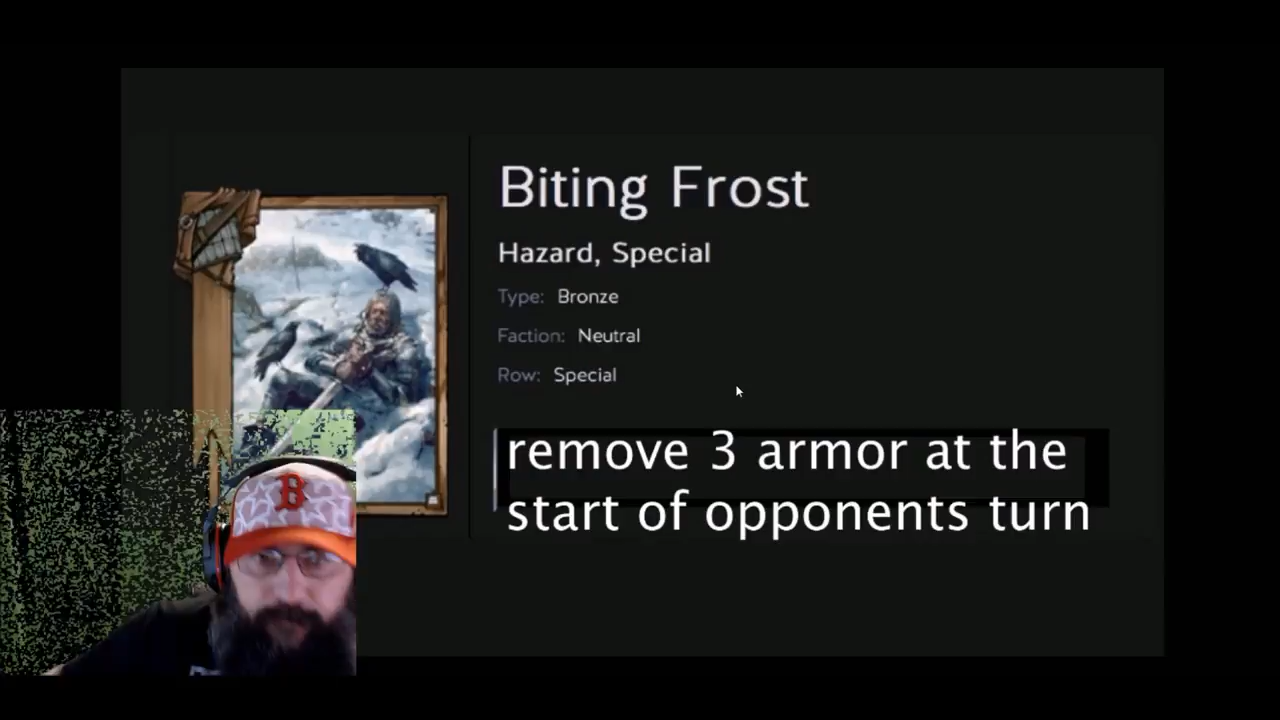 Biting Frost
Hazard, Special
Type: Bronze
Faction: Neutral
Row: Special
remove 3 armor at the
start of opponents turn
B